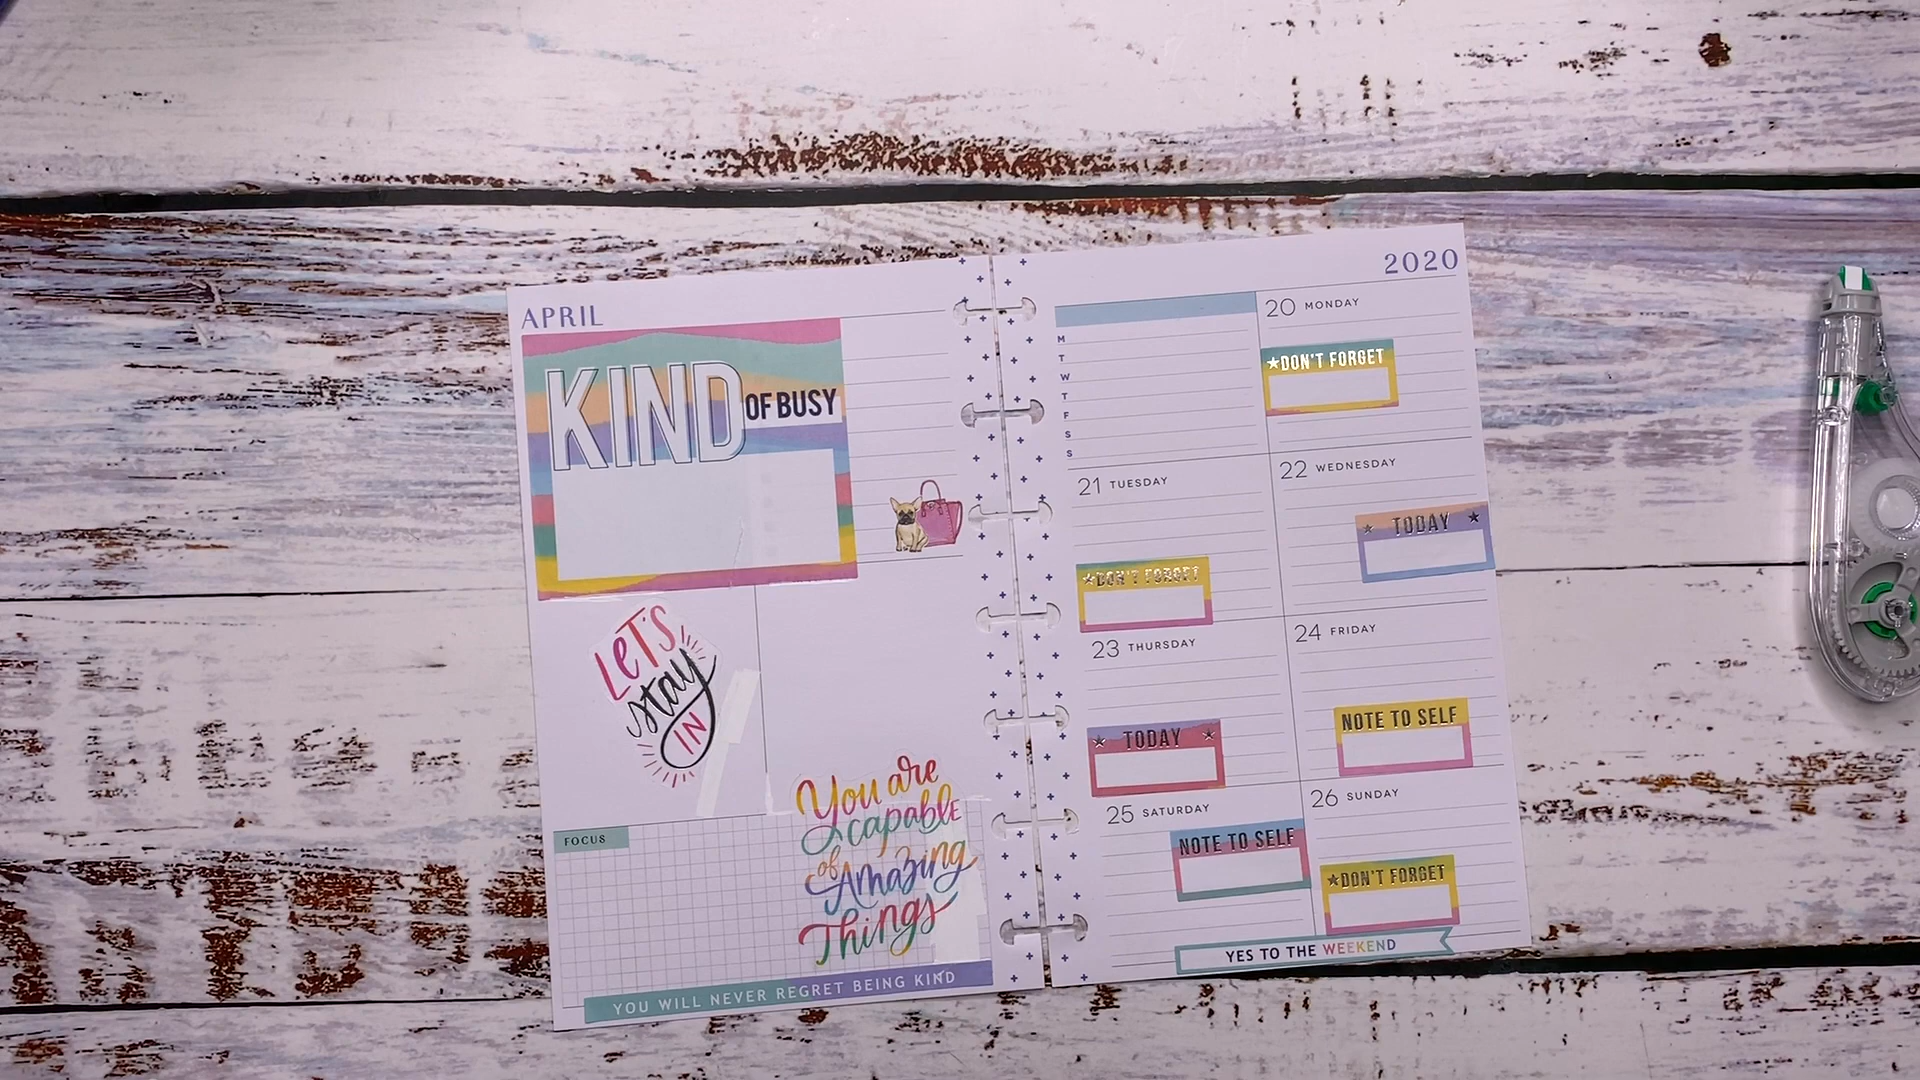 APRIL
KIND
OF BUSY
LET'S
stay
IN
FOCUS
You are
capable
of Amazing
Things
YOU WILL NEVER REGRET BEING KIND
2020
M
T
W
T
F
S
S
20 MONDAY
★DON'T FORGET
21 TUESDAY
★DON'T FORGET
22 WEDNESDAY
★ TODAY ★
23 THURSDAY
★ TODAY ★
24 FRIDAY
NOTE TO SELF
25 SATURDAY
NOTE TO SELF
26 SUNDAY
★DON'T FORGET
YES TO THE WEEKEND